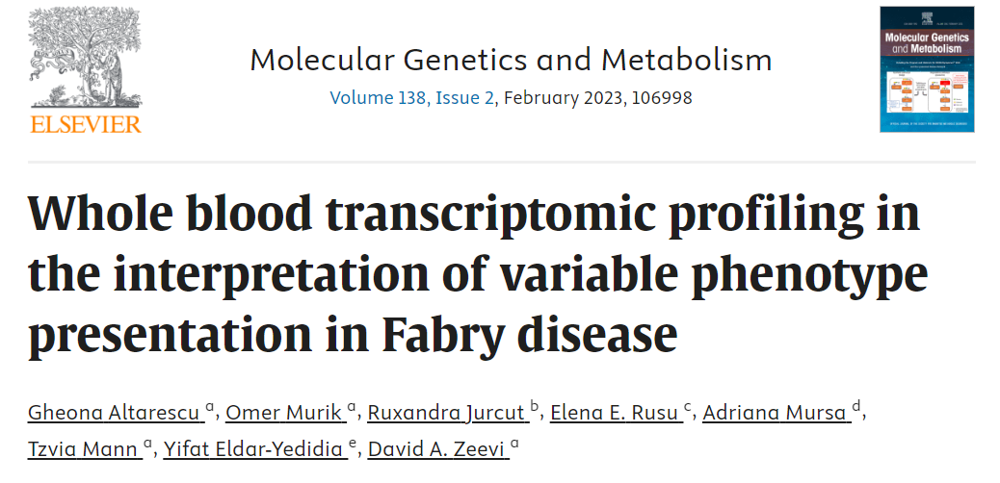 Molecular Genetics and Metabolism
Volume 138, Issue 2, February 2023, 106998
ELSEVIER
Molecular Genetics
and Metabolism
Whole blood transcriptomic profiling in
the interpretation of variable phenotype
presentation in Fabry disease
Gheona Altarescu a, Omer Murik a, Ruxandra Jurcut b, Elena E. Rusu c, Adriana Mursa d,
Tzvia Mann a, Yifat Eldar-Yedidia e, David A. Zeevi a